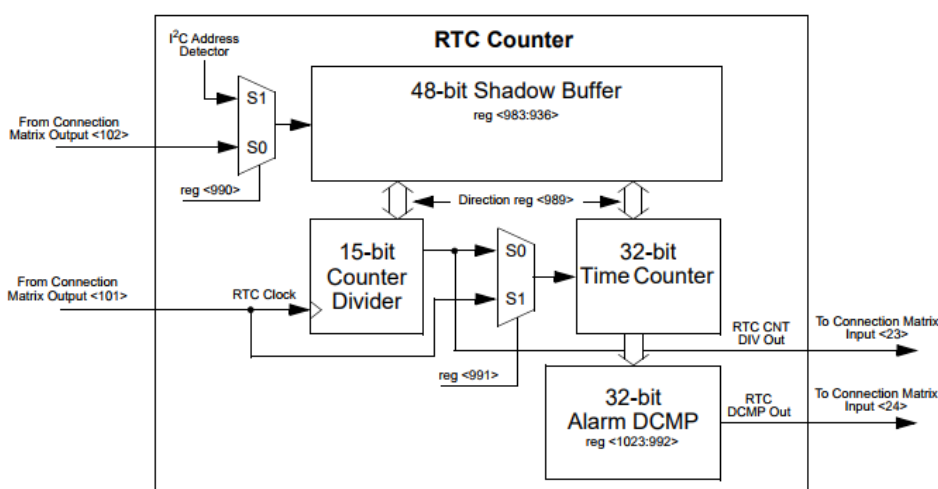 RTC Counter
I²C Address
Detector
S1
S0
48-bit Shadow Buffer
reg <983:936>
From Connection
Matrix Output <102>
reg <990>
Direction reg <989>
15-bit
Counter
Divider
S0
S1
32-bit
Time Counter
From Connection
Matrix Output <101>
RTC Clock
reg <991>
RTC CNT
DIV Out
To Connection Matrix
Input <23>
32-bit
Alarm DCMP
reg <1023:992>
RTC
DCMP Out
To Connection Matrix
Input <24>